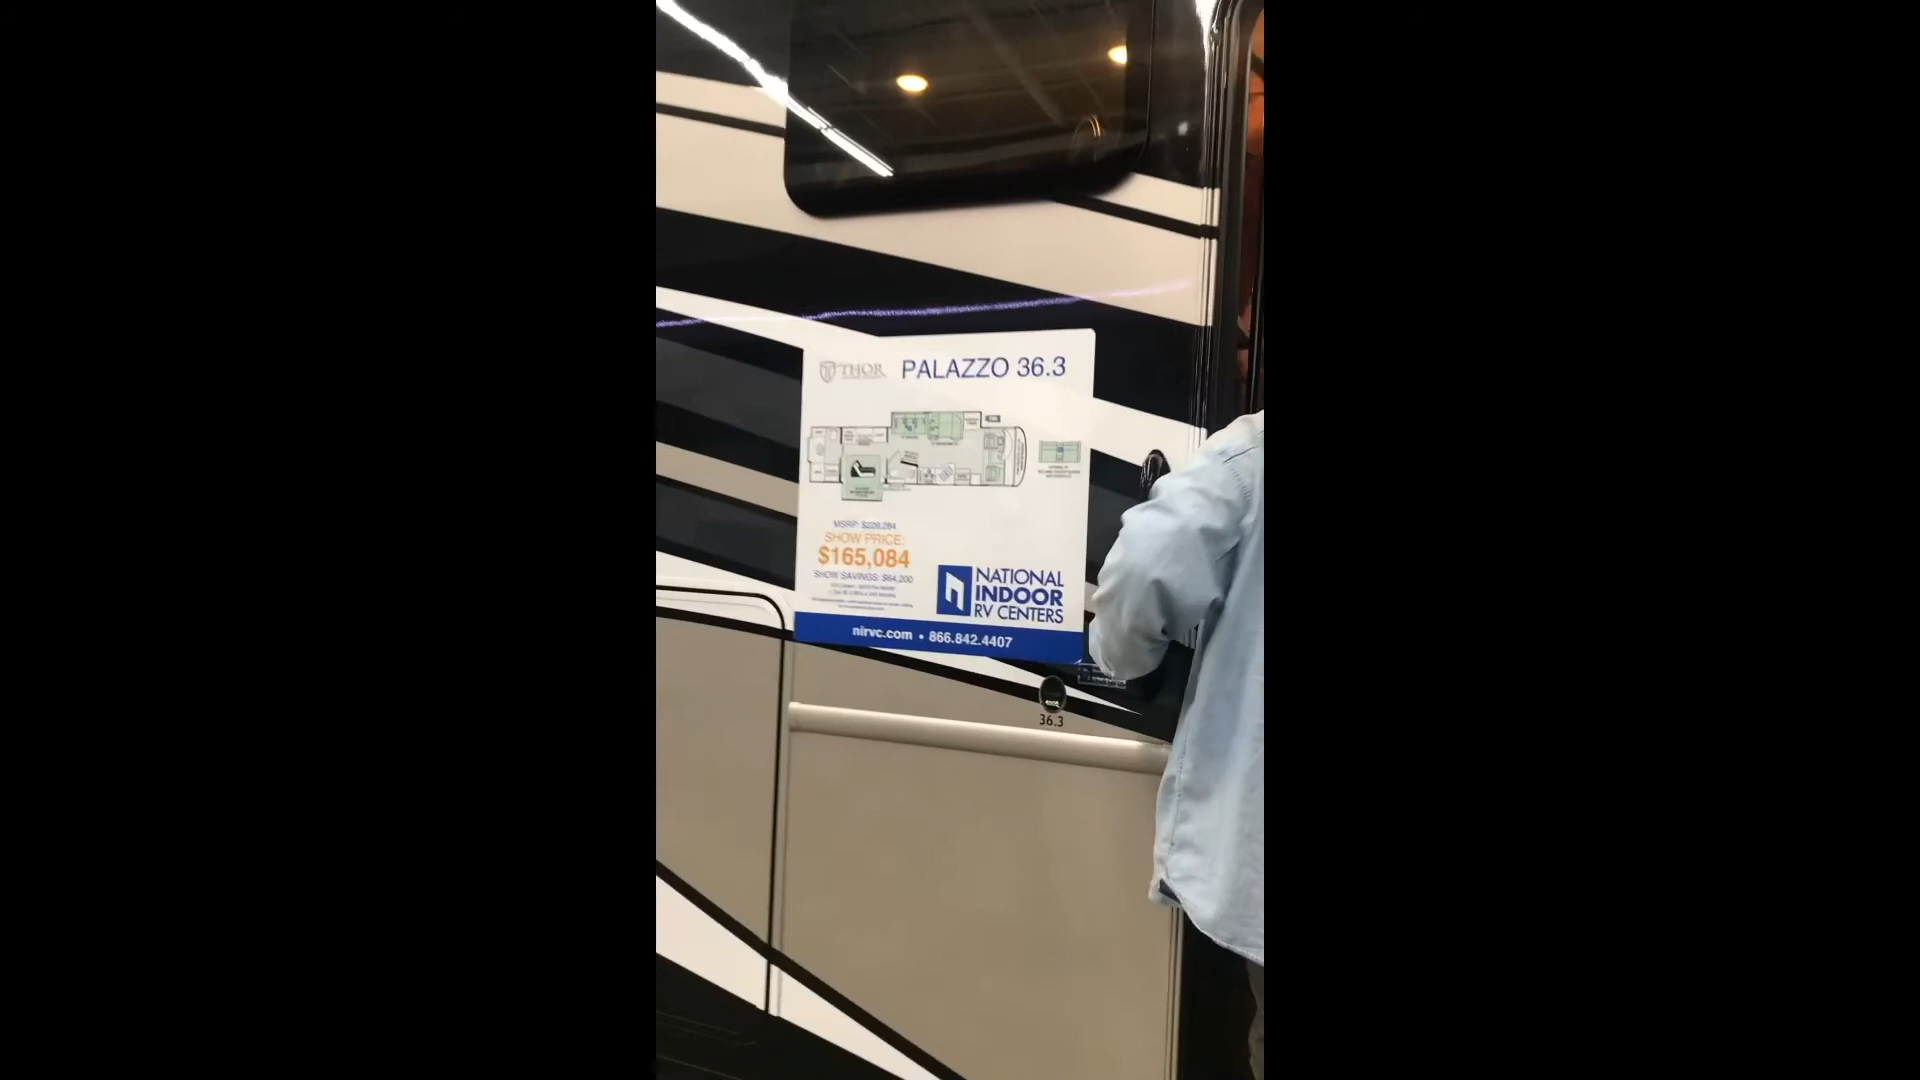 THOR
PALAZZO 36.3
MSRP: $229,284
SHOW PRICE:
$165,084
SHOW SAVINGS: $64,200
NATIONAL
INDOOR
RV CENTERS
nirvc.com • 866.842.4407
36.3